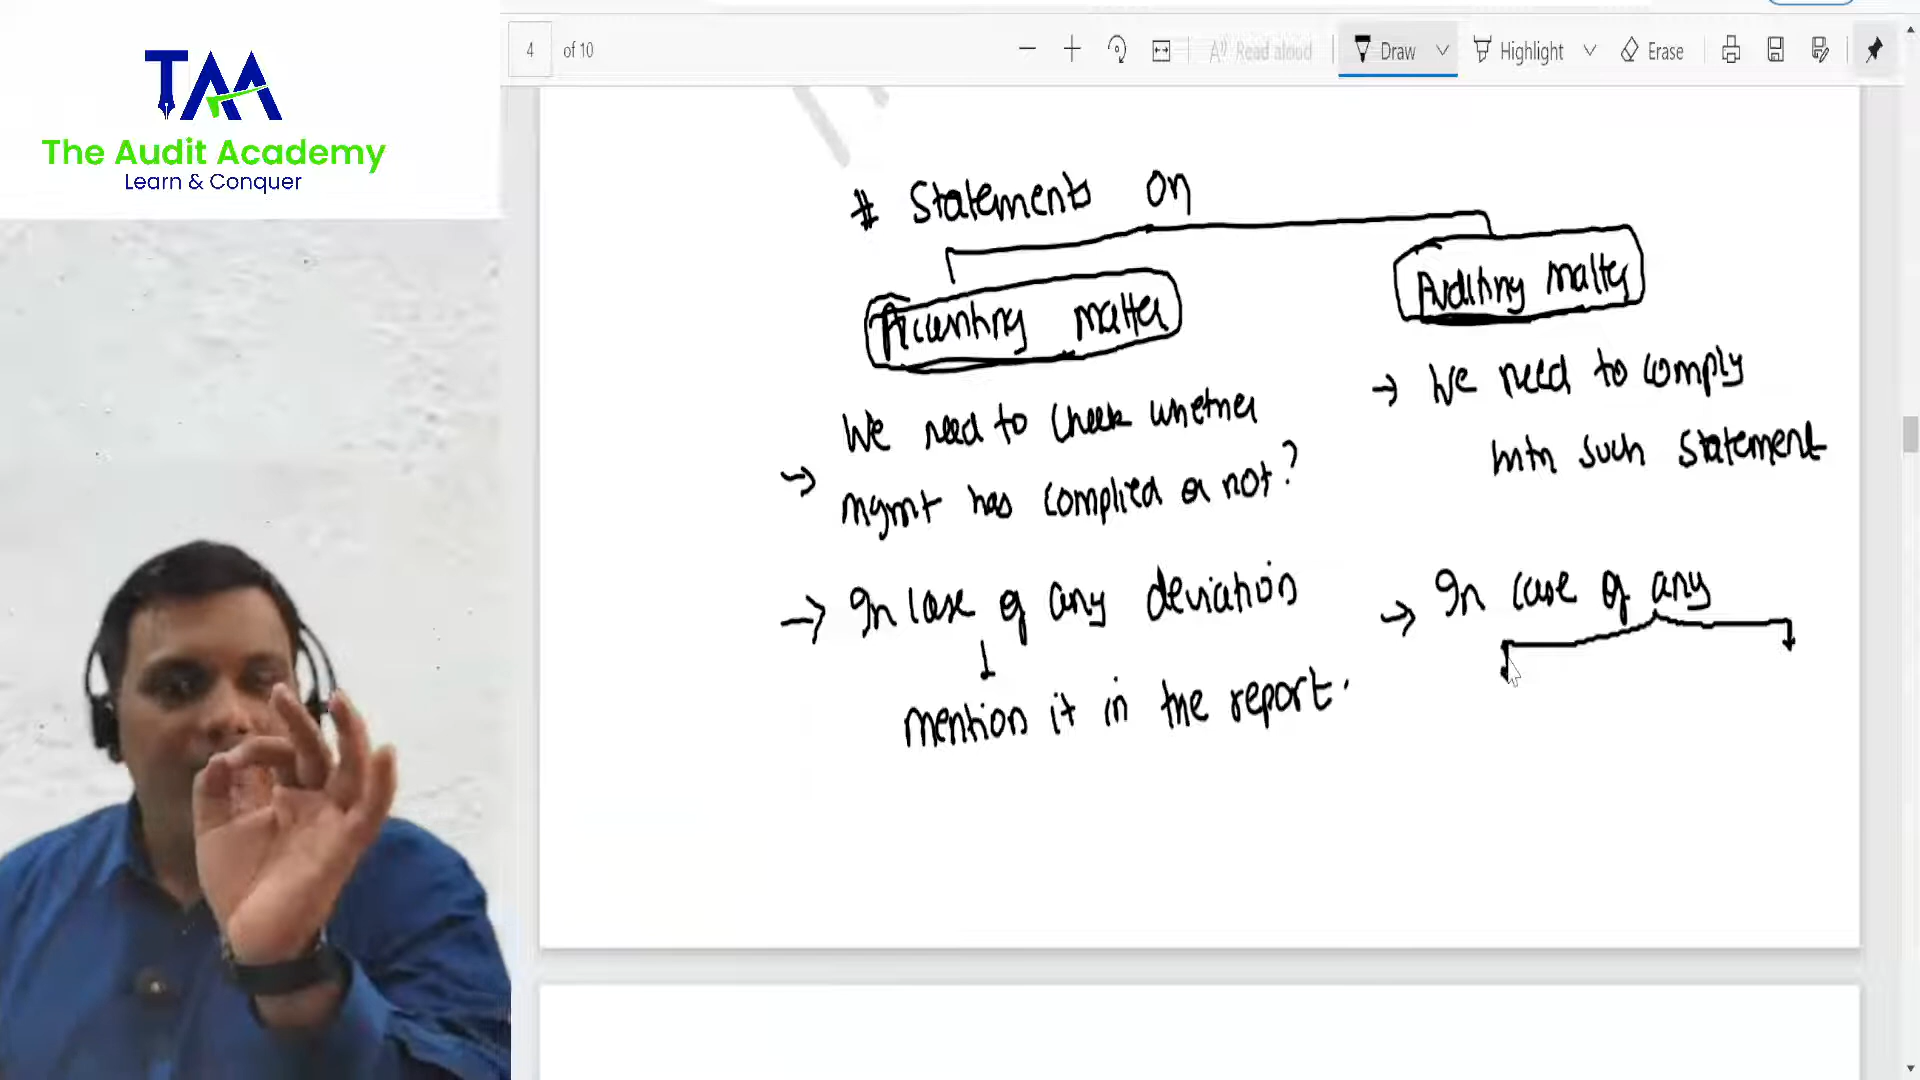 TAA
The Audit Academy
Learn & Conquer
4 of 10
Read aloud
Draw
Highlight
Erase
# Statements on
Accounting matter
Auditing matter
We need to check whether
→ mgmt has complied or not?
→ In case of any deviation
↓
mention it in the report.
→ We need to comply
with such statement
→ In case of any